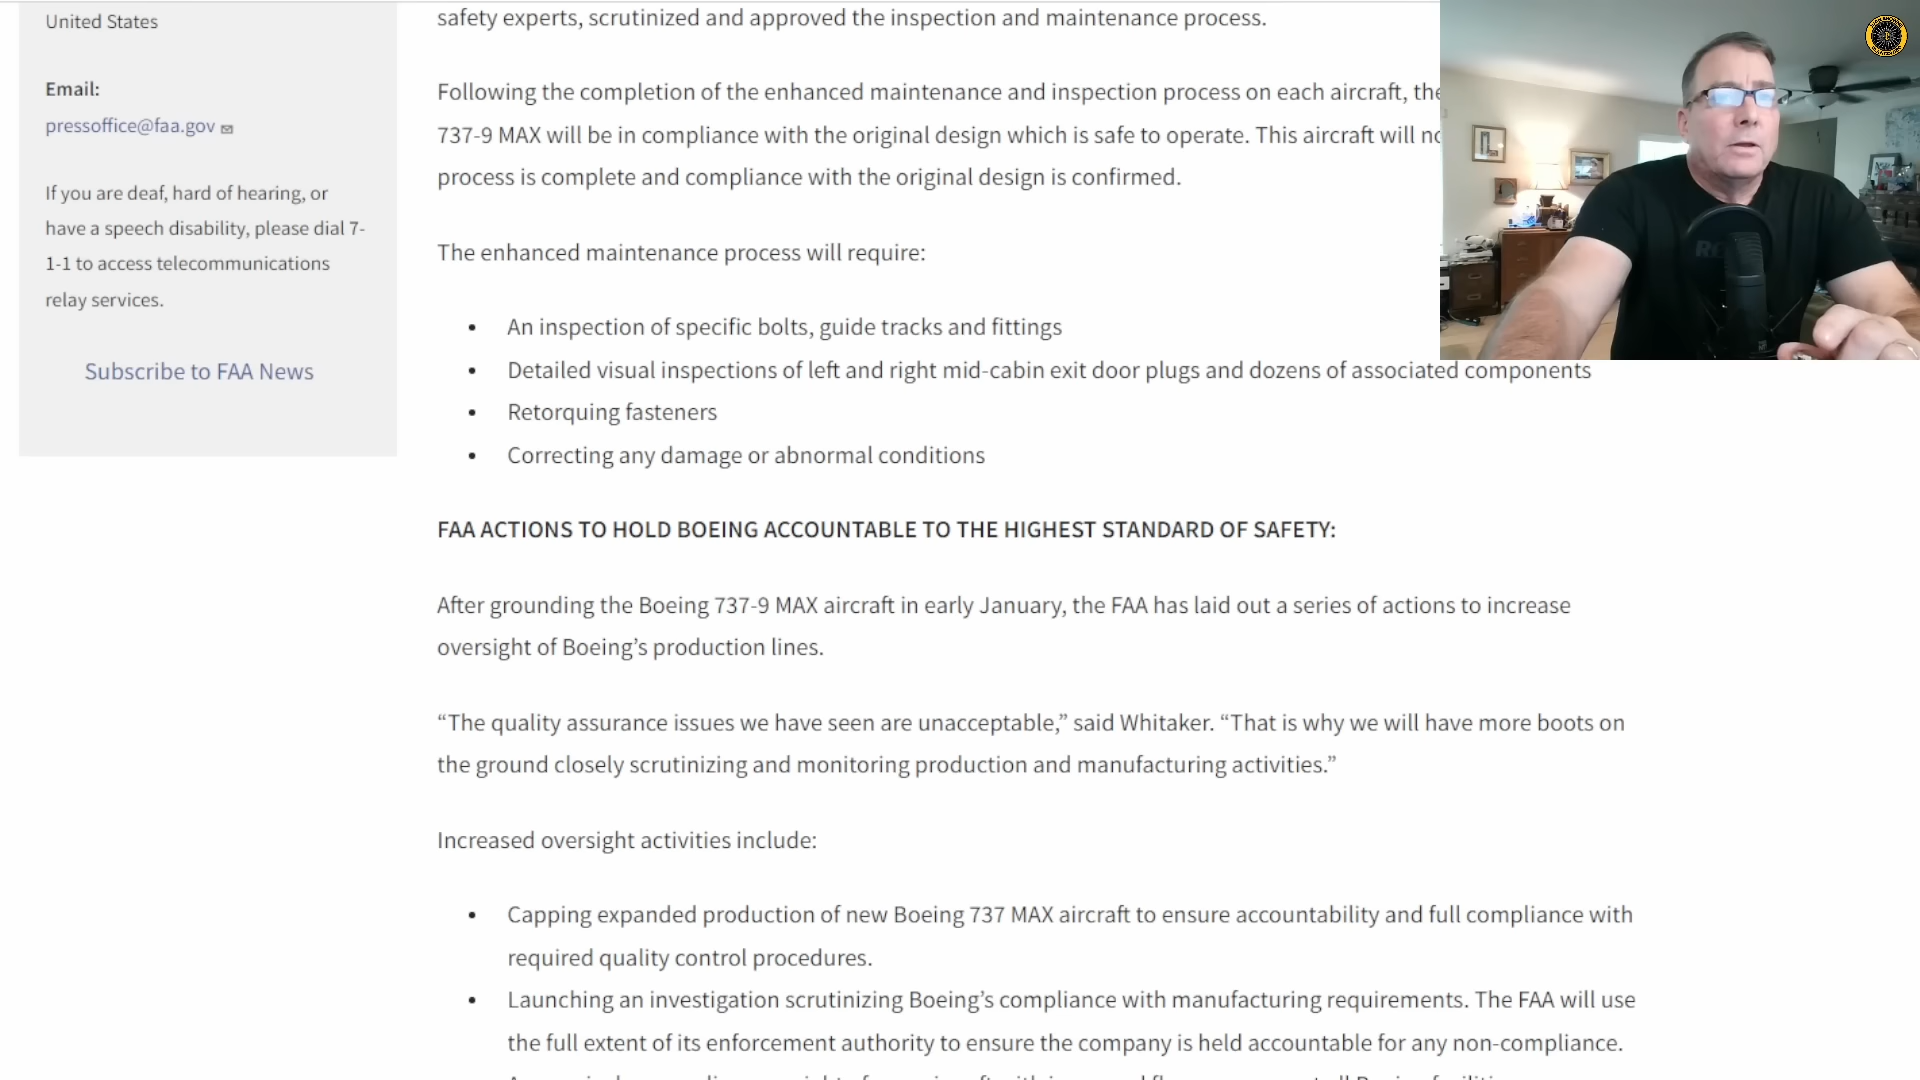 United States
Email:
pressoffice@faa.gov
If you are deaf, hard of hearing, or
have a speech disability, please dial 7-
1-1 to access telecommunications
relay services.
Subscribe to FAA News
safety experts, scrutinized and approved the inspection and maintenance process.
Following the completion of the enhanced maintenance and inspection process on each aircraft, the
737-9 MAX will be in compliance with the original design which is safe to operate. This aircraft will
process is complete and compliance with the original design is confirmed.
The enhanced maintenance process will require:
• An inspection of specific bolts, guide tracks and fittings
• Detailed visual inspections of left and right mid-cabin exit door plugs and dozens of associated components
• Retorquing fasteners
• Correcting any damage or abnormal conditions
FAA ACTIONS TO HOLD BOEING ACCOUNTABLE TO THE HIGHEST STANDARD OF SAFETY:
After grounding the Boeing 737-9 MAX aircraft in early January, the FAA has laid out a series of actions to increase
oversight of Boeing’s production lines.
“The quality assurance issues we have seen are unacceptable,” said Whitaker. “That is why we will have more boots on
the ground closely scrutinizing and monitoring production and manufacturing activities.”
Increased oversight activities include:
• Capping expanded production of new Boeing 737 MAX aircraft to ensure accountability and full compliance with
required quality control procedures.
• Launching an investigation scrutinizing Boeing’s compliance with manufacturing requirements. The FAA will use
the full extent of its enforcement authority to ensure the company is held accountable for any non-compliance.